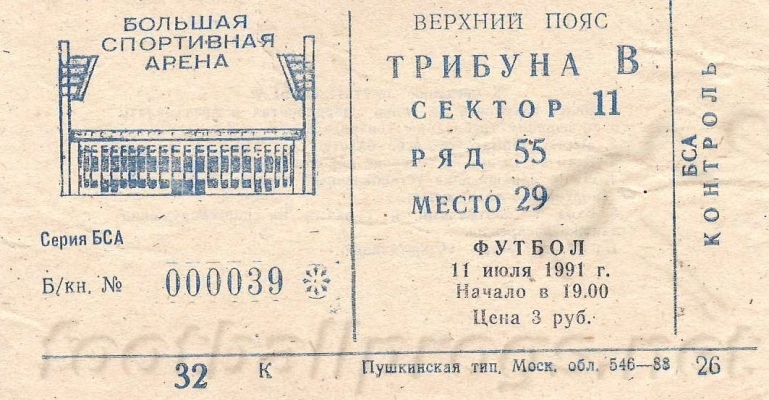 БОЛЬШАЯ
СПОРТИВНАЯ
АРЕНА
Серия БСА
Б/кн. № 000039
32 К
ВЕРХНИЙ ПОЯС
ТРИБУНА В
СЕКТОР 11
РЯД 55
МЕСТО 29
ФУТБОЛ
11 июля 1991 г.
Начало в 19.00
Цена 3 руб.
Пушкинская тип. Моск. обл. 546—88
26
БСА
КОНТРОЛЬ